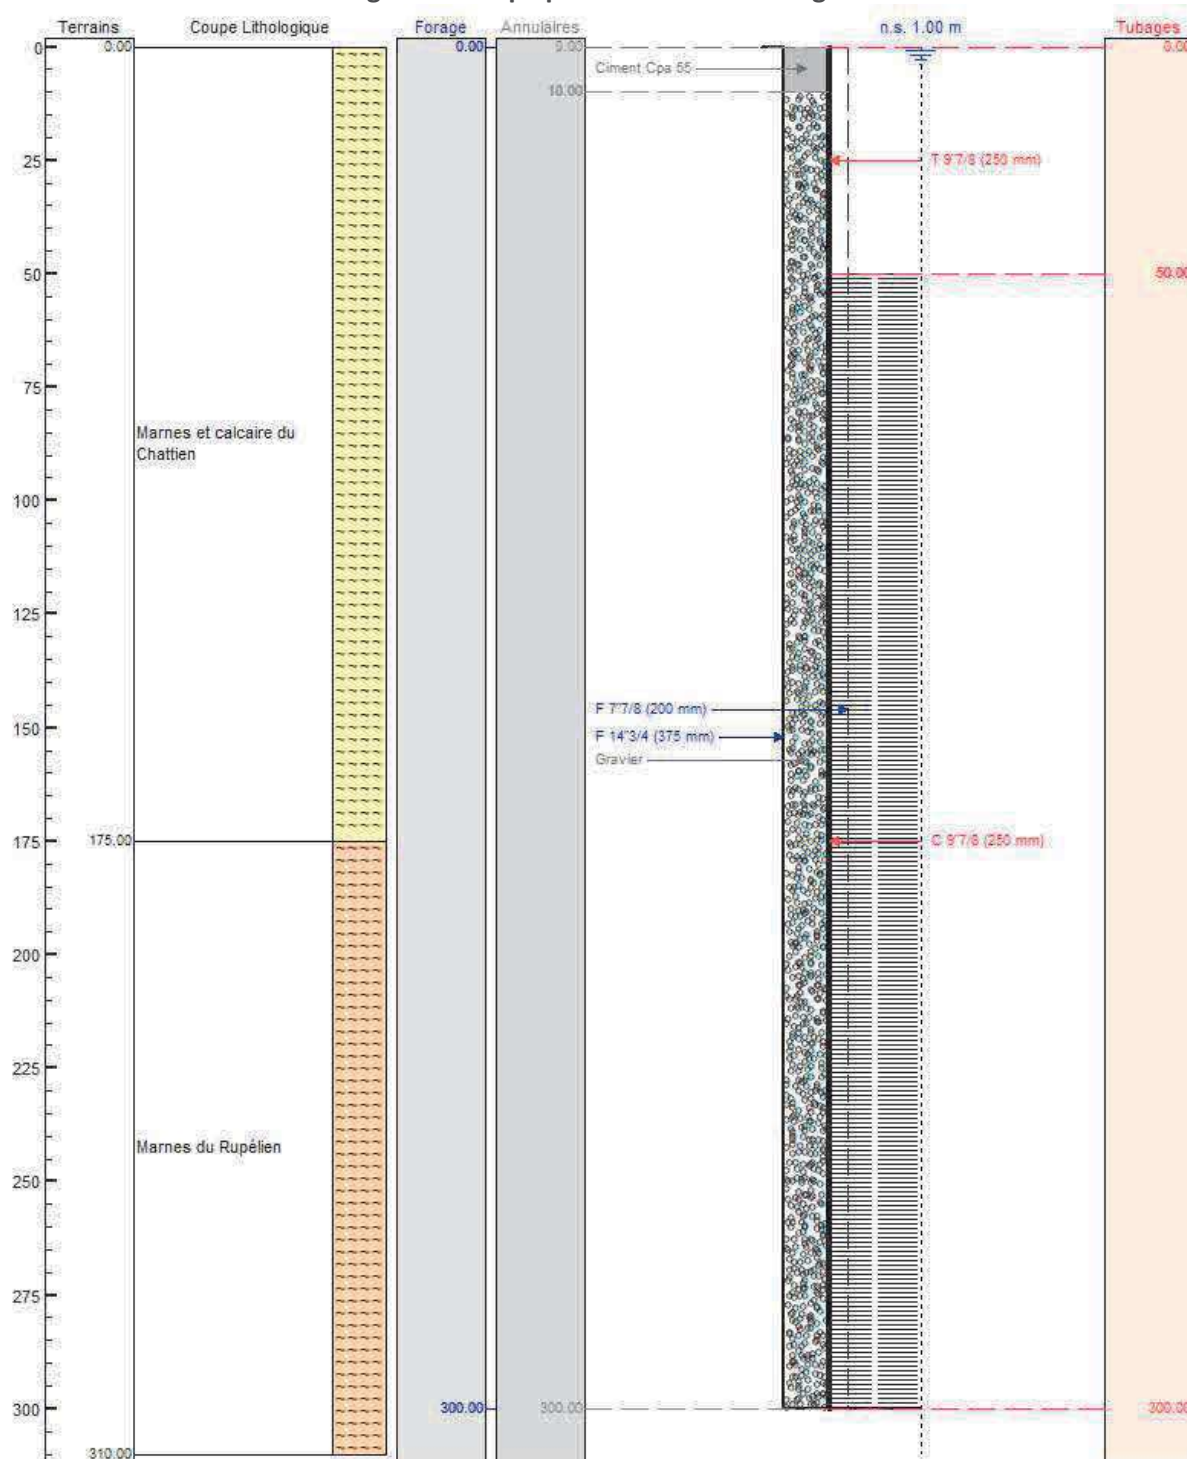 Terrains Coupe Lithologique Forage Annulaires n.s. 1.00 m Tubages
0 0.00 0.00 0.00
Ciment Cpa 55
10.00
25 T 9"7/8 (250 mm)
50 50.00
75
Marnes et calcaire du
Chattien
100
125
F 7"7/8 (200 mm)
150 F 14"3/4 (375 mm)
Gravier
175 175.00 C 9"7/8 (250 mm)
200
225
Marnes du Rupélien
250
275
300 300.00 300.00 300.00
310.00